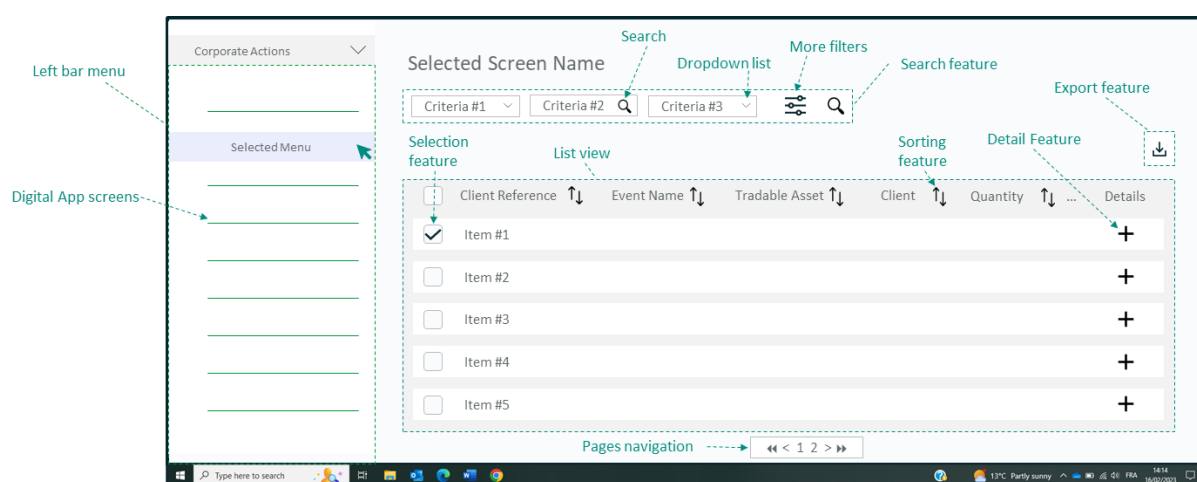 Corporate Actions
Left bar menu
Selected Menu
Digital App screens
Selected Screen Name
Search
Dropdown list
More filters
Search feature
Export feature
Criteria #1
Criteria #2
Criteria #3
Selection
feature
List view
Sorting
feature
Detail Feature
Client Reference Event Name Tradable Asset Client Quantity ... Details
Item #1
Item #2
Item #3
Item #4
Item #5
Pages navigation
< 1 2 >
Type here to search
13°C Partly sunny
FRA
14:14
16/02/2023